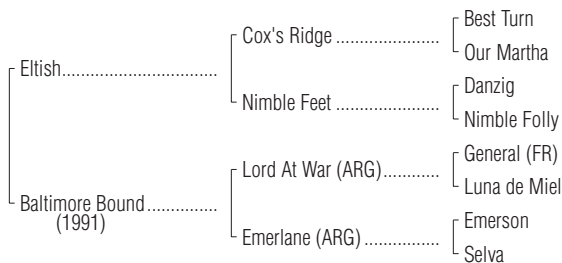 Best Turn
Cox's Ridge ......................
Our Martha
Eltish.................................
Danzig
Nimble Feet ......................
Nimble Folly
General (FR)
Lord At War (ARG)............
Luna de Miel
Baltimore Bound...............
(1991)
Emerson
Emerlane (ARG) ................
Selva